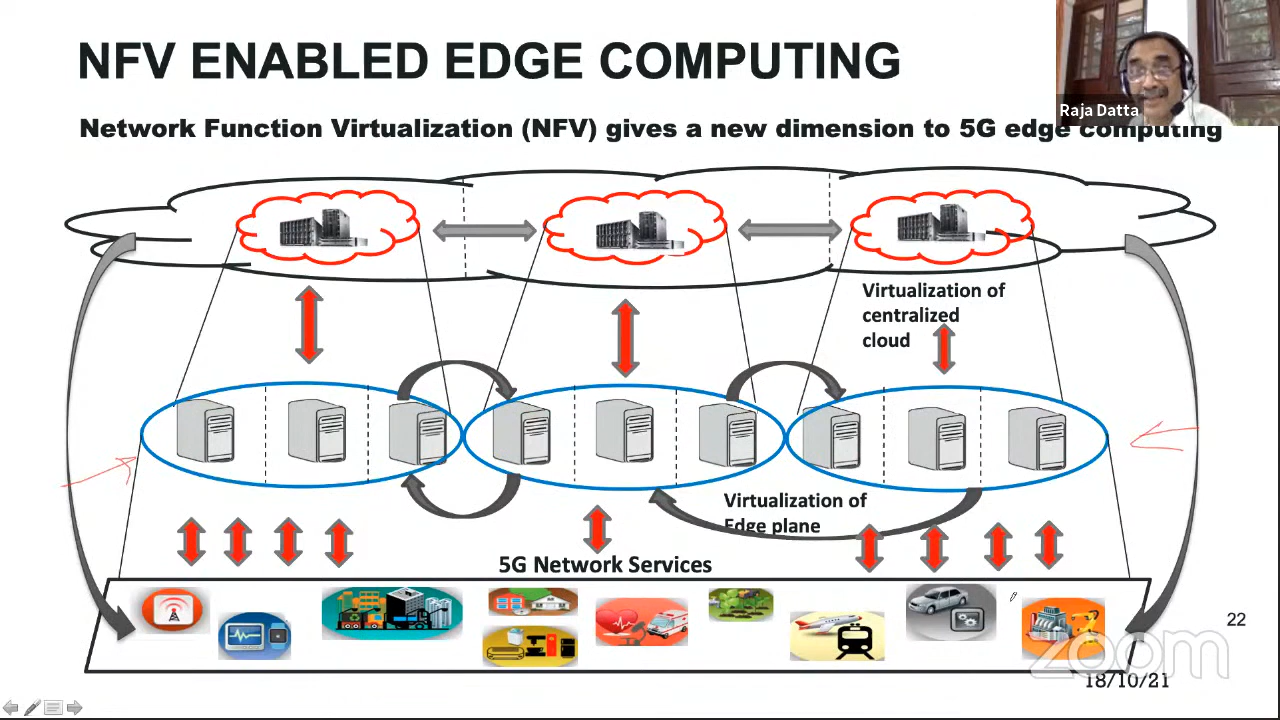 NFV ENABLED EDGE COMPUTING
Raja Datta
Network Function Virtualization (NFV) gives a new dimension to 5G edge computing
Virtualization of
centralized
cloud
Virtualization of
Edge plane
5G Network Services
22
zoom
18/10/21